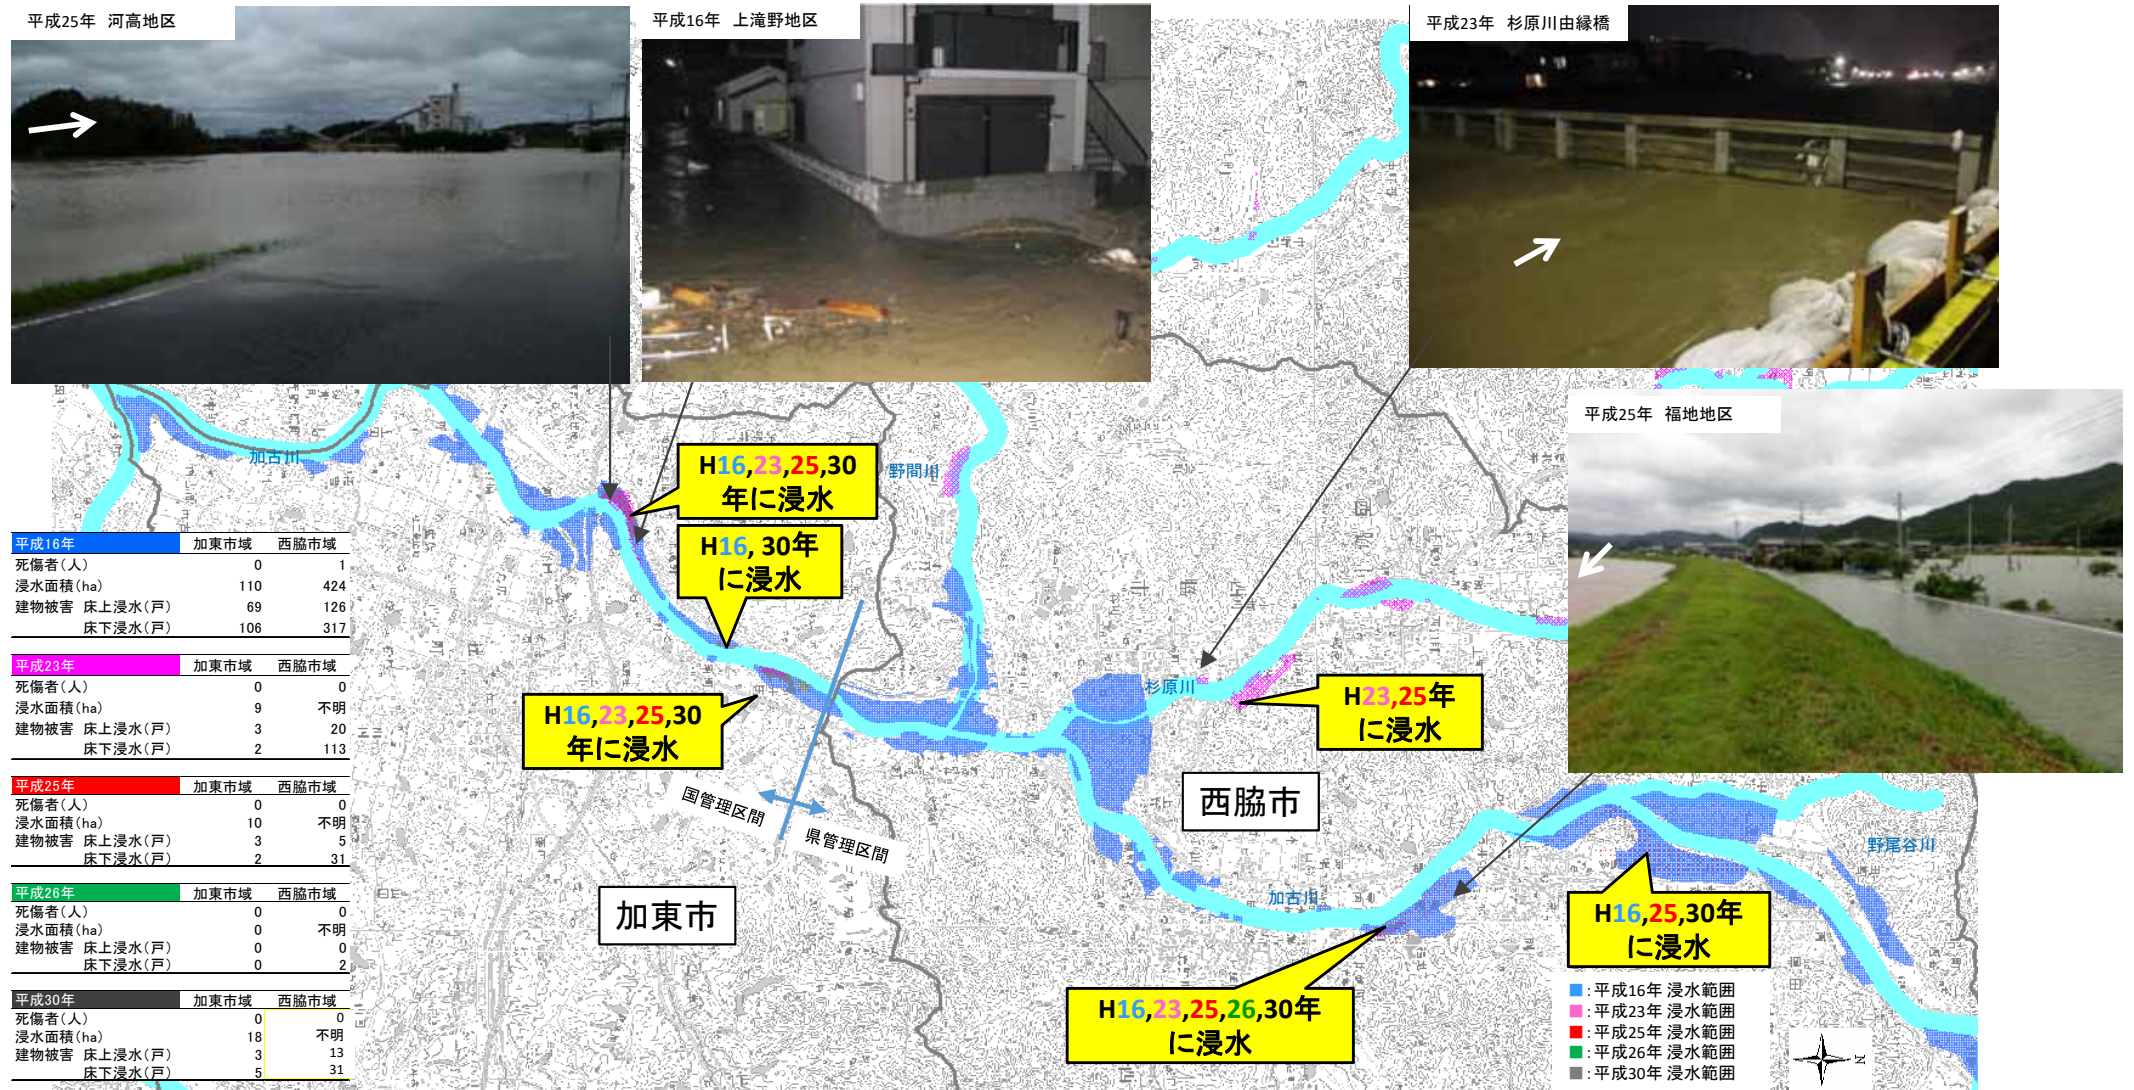 平成25年 河高地区
平成16年 上滝野地区
平成23年 杉原川由縁橋
平成25年 福地地区
加古川
野間川
H16,23,25,30
年に浸水
H16, 30年
に浸水
H16,23,25,30
年に浸水
杉原川
H23,25年
に浸水
国管理区間
県管理区間
西脇市
加東市
加古川
野尾谷川
H16,25,30年
に浸水
H16,23,25,26,30年
に浸水
平成16年 加東市域 西脇市域
死傷者(人) 0 1
浸水面積(ha) 110 424
建物被害 床上浸水(戸) 69 126
床下浸水(戸) 106 317
平成23年 加東市域 西脇市域
死傷者(人) 0 0
浸水面積(ha) 9 不明
建物被害 床上浸水(戸) 3 20
床下浸水(戸) 2 113
平成25年 加東市域 西脇市域
死傷者(人) 0 0
浸水面積(ha) 10 不明
建物被害 床上浸水(戸) 3 5
床下浸水(戸) 2 31
平成26年 加東市域 西脇市域
死傷者(人) 0 0
浸水面積(ha) 0 不明
建物被害 床上浸水(戸) 0 0
床下浸水(戸) 0 2
平成30年 加東市域 西脇市域
死傷者(人) 0 0
浸水面積(ha) 18 不明
建物被害 床上浸水(戸) 3 13
床下浸水(戸) 5 31
:平成16年 浸水範囲
:平成23年 浸水範囲
:平成25年 浸水範囲
:平成26年 浸水範囲
:平成30年 浸水範囲
N